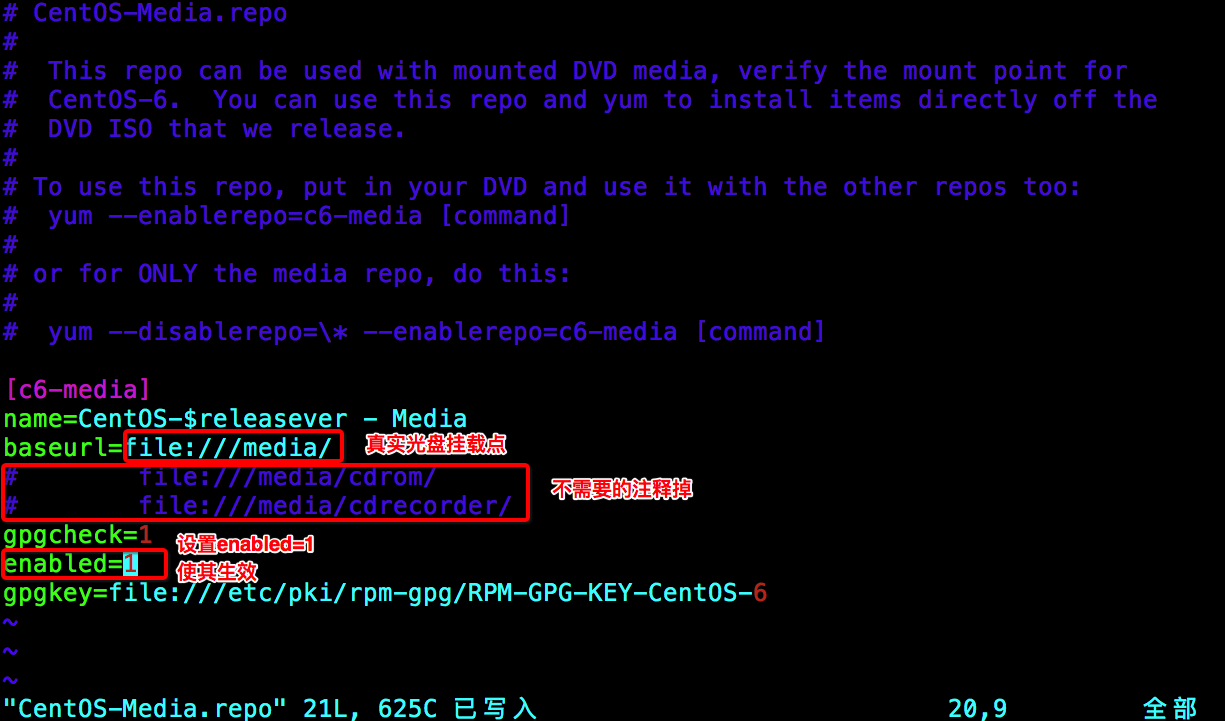 # CentOS-Media.repo
#
#  This repo can be used with mounted DVD media, verify the mount point for
#  CentOS-6.  You can use this repo and yum to install items directly off the
#  DVD ISO that we release.
#
# To use this repo, put in your DVD and use it with the other repos too:
#  yum --enablerepo=c6-media [command]
#
# or for ONLY the media repo, do this:
#
#  yum --disablerepo=\* --enablerepo=c6-media [command]

[c6-media]
name=CentOS-$releasever - Media
baseurl=file:///media/ 真实光盘挂载点
#        file:///media/cdrom/
不需要的注释掉
#        file:///media/cdrecorder/
gpgcheck=1
设置enabled=1
enabled=1
使其生效
gpgkey=file:///etc/pki/rpm-gpg/RPM-GPG-KEY-CentOS-6
~
~
~
"CentOS-Media.repo" 21L, 625C 已写入 20,9 全部